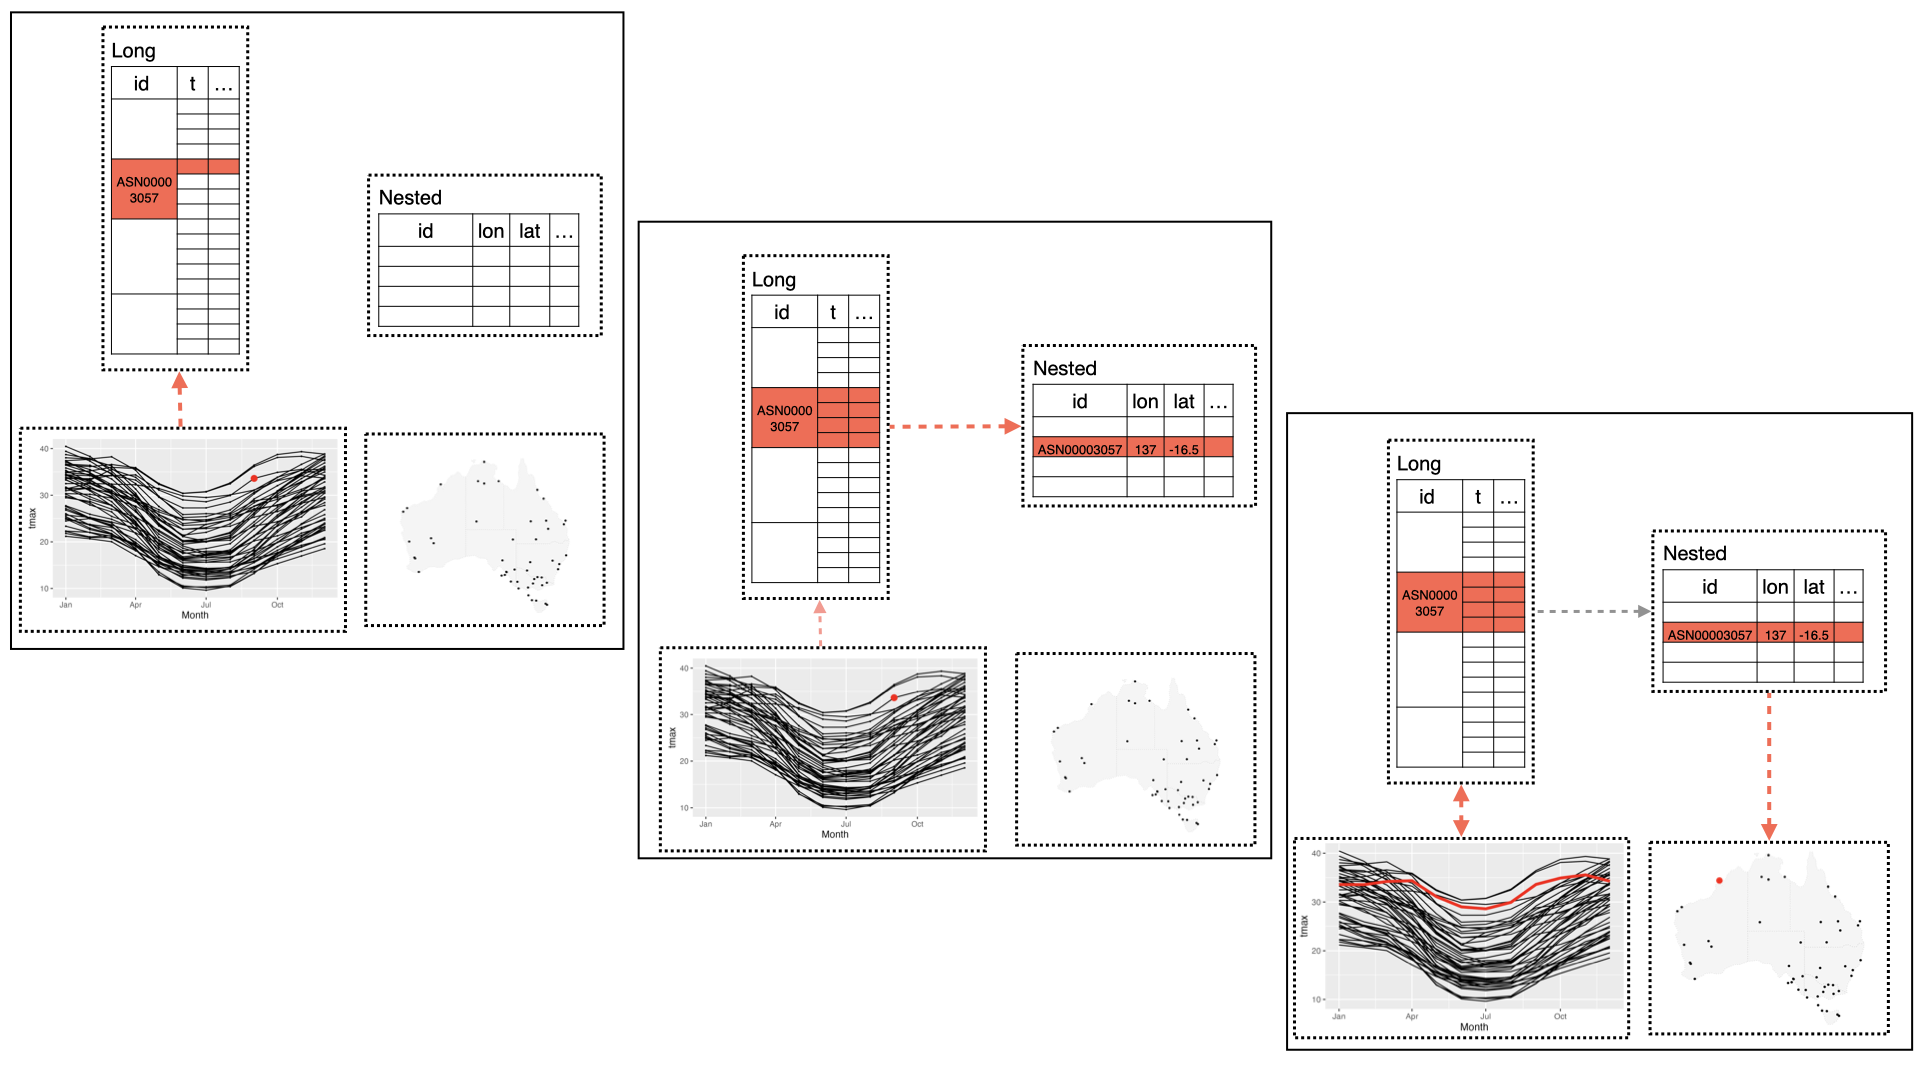 Long
id t …
ASN0000
3057
Nested
id lon lat …
40
30
20
10
tmax
Jan Apr Jul Oct
Month
Long
id t …
ASN0000
3057
Nested
id lon lat …
ASN00003057 137 -16.5
40
30
20
10
tmax
Jan Apr Jul Oct
Month
Long
id t …
ASN0000
3057
Nested
id lon lat …
ASN00003057 137 -16.5
40
30
20
10
tmax
Jan Apr Jul Oct
Month